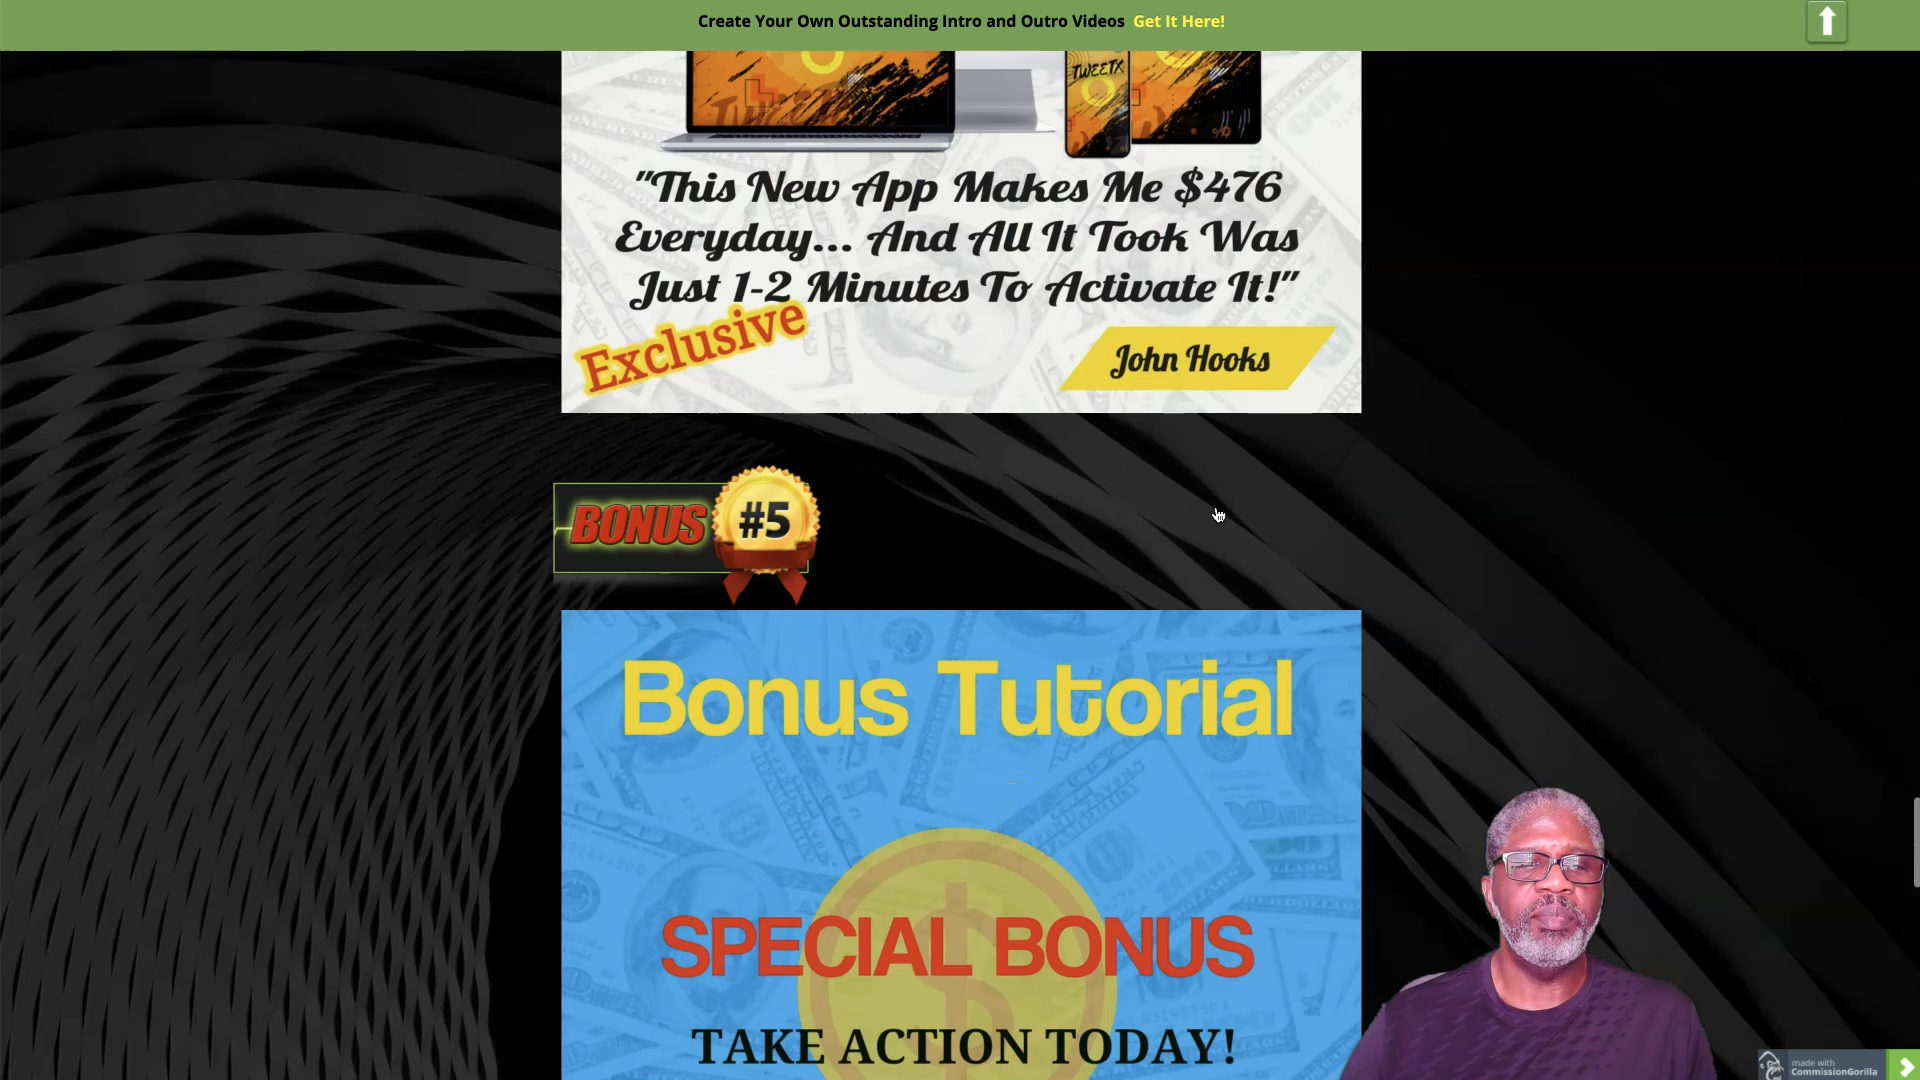 Create Your Own Outstanding Intro and Outro Videos Get It Here!
TWEETX
"This New App Makes Me $476
Everyday... And All It Took Was
Just 1-2 Minutes To Activate It!"
Exclusive
John Hooks
BONUS #5
Bonus Tutorial
SPECIAL BONUS
TAKE ACTION TODAY!
made with
CommissionGorilla